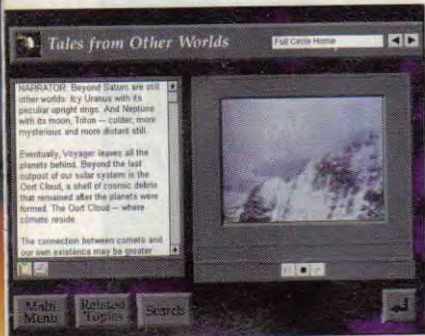 Tales from Other Worlds
Full Circle Home
NARRATOR: Beyond Saturn are still
other worlds: Icy Uranus with its
peculiar upright rings. And Neptune
with its moon, Triton -- colder, more
mysterious and more distant still.
Eventually, Voyager leaves all the
planets behind. Beyond the last
outpost of our solar system is the
Oort Cloud, a shell of cosmic debris
that remained after the planets were
formed. The Oort Cloud -- where
comets reside.
The connection between comets and
our own existence may be greater
Main
Menu
Related
Topics
Search